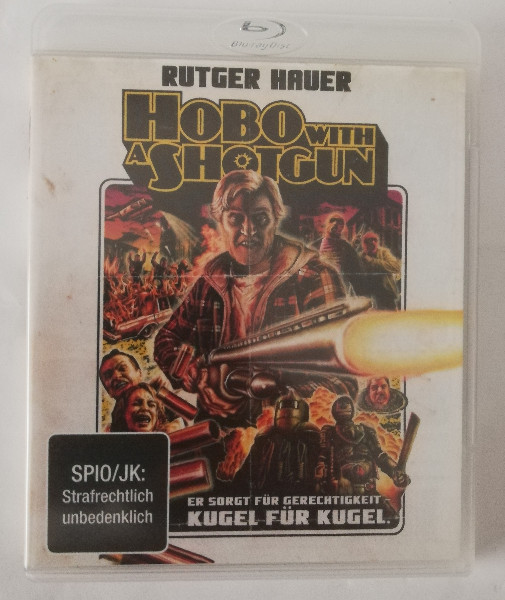 Blu-ray Disc
RUTGER HAUER
HOBO WITH
A SHOTGUN
SPIO/JK:
Strafrechtlich
unbedenklich
ER SORGT FÜR GERECHTIGKEIT –
KUGEL FÜR KUGEL.